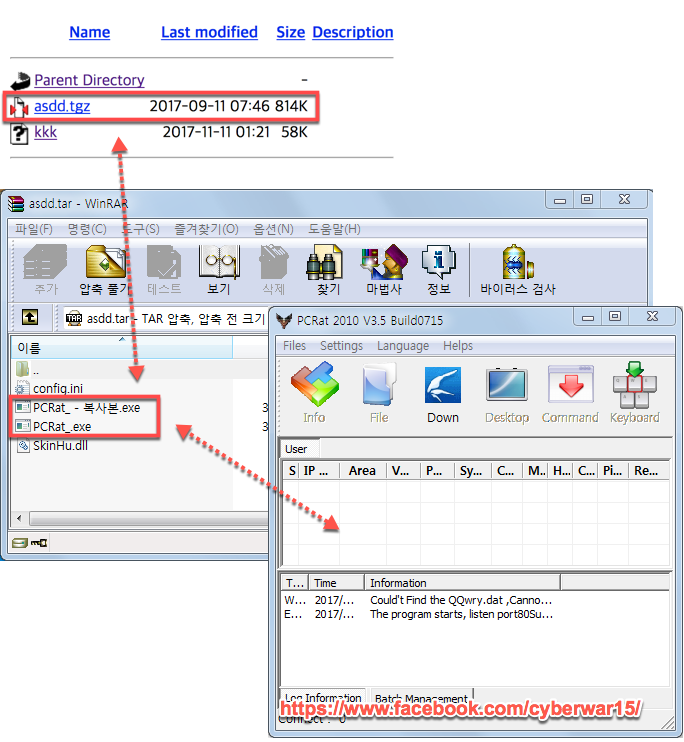 Name Last modified Size Description
Parent Directory -
asdd.tgz 2017-09-11 07:46 814K
kkk 2017-11-11 01:21 58K
asdd.tar - WinRAR
파일(F) 명령(C) 도구(S) 즐겨찾기(O) 옵션(N) 도움말(H)
추가 압축 풀기 테스트 보기 삭제 찾기 마법사 정보 바이러스 검사
asdd.tar - TAR 압축, 압축 전 크기
이름
..
config.ini
PCRat_ - 복사본.exe 3
PCRat_.exe 3
SkinHu.dll
PCRat 2010 V3.5 Build0715
Files Settings Language Helps
Info File Down Desktop Command Keyboard
User
S IP ... Area V... P... Sy... C... M.. H... C... Pi... Re...
T... Time Information
W... 2017/... Could't Find the QQwry.dat ,Canno...
E... 2017/... The program starts, listen port80Su...
Log Information Batch Management
https://www.facebook.com/cyberwar15/
Connect : 0